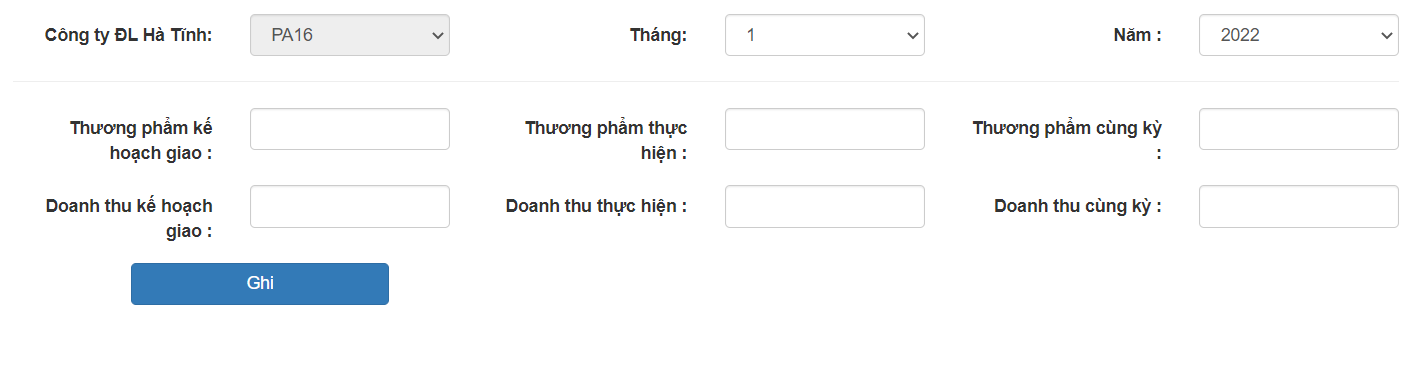 Công ty ĐL Hà Tĩnh: PA16 Tháng: 1 Năm : 2022
Thương phẩm kế
hoạch giao :
Thương phẩm thực
hiện :
Thương phẩm cùng kỳ
:
Doanh thu kế hoạch
giao :
Doanh thu thực hiện :
Doanh thu cùng kỳ :
Ghi